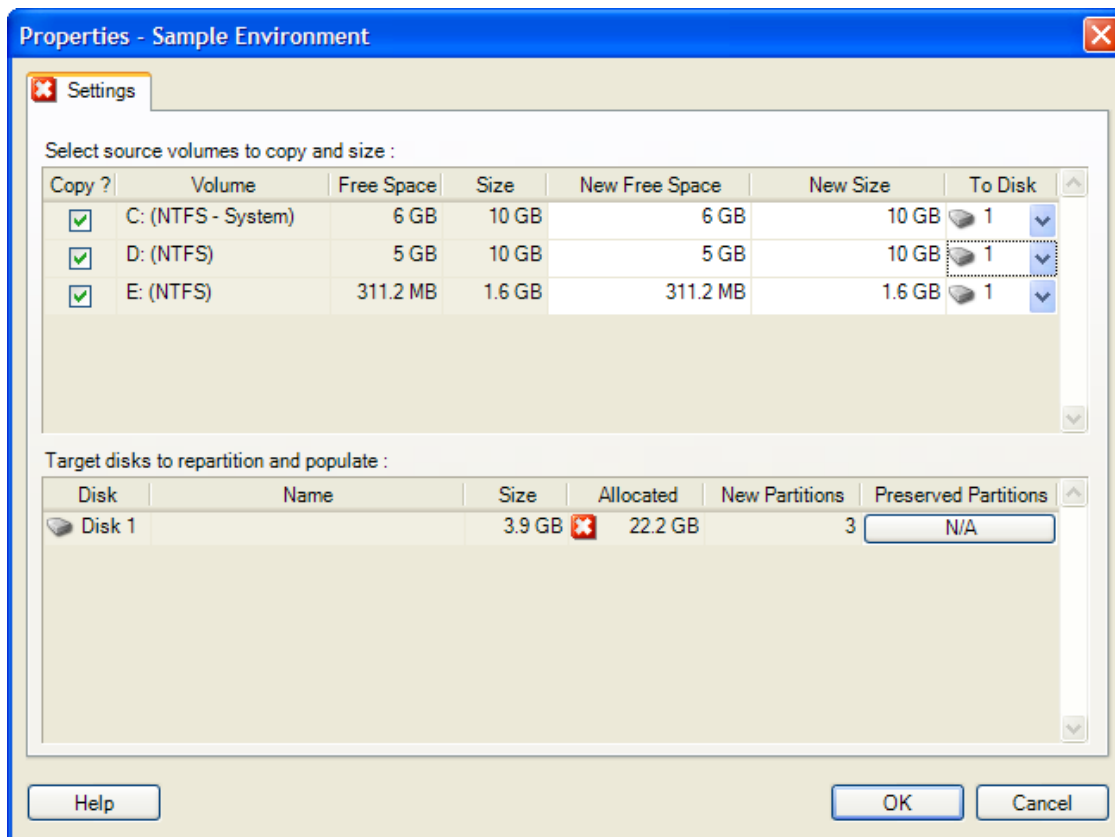 Properties - Sample Environment
Settings
Select source volumes to copy and size :
Copy ? Volume Free Space Size New Free Space New Size To Disk
C: (NTFS - System) 6 GB 10 GB 6 GB 10 GB 1
D: (NTFS) 5 GB 10 GB 5 GB 10 GB 1
E: (NTFS) 311.2 MB 1.6 GB 311.2 MB 1.6 GB 1
Target disks to repartition and populate :
Disk Name Size Allocated New Partitions Preserved Partitions
Disk 1 3.9 GB 22.2 GB 3 N/A
Help OK Cancel